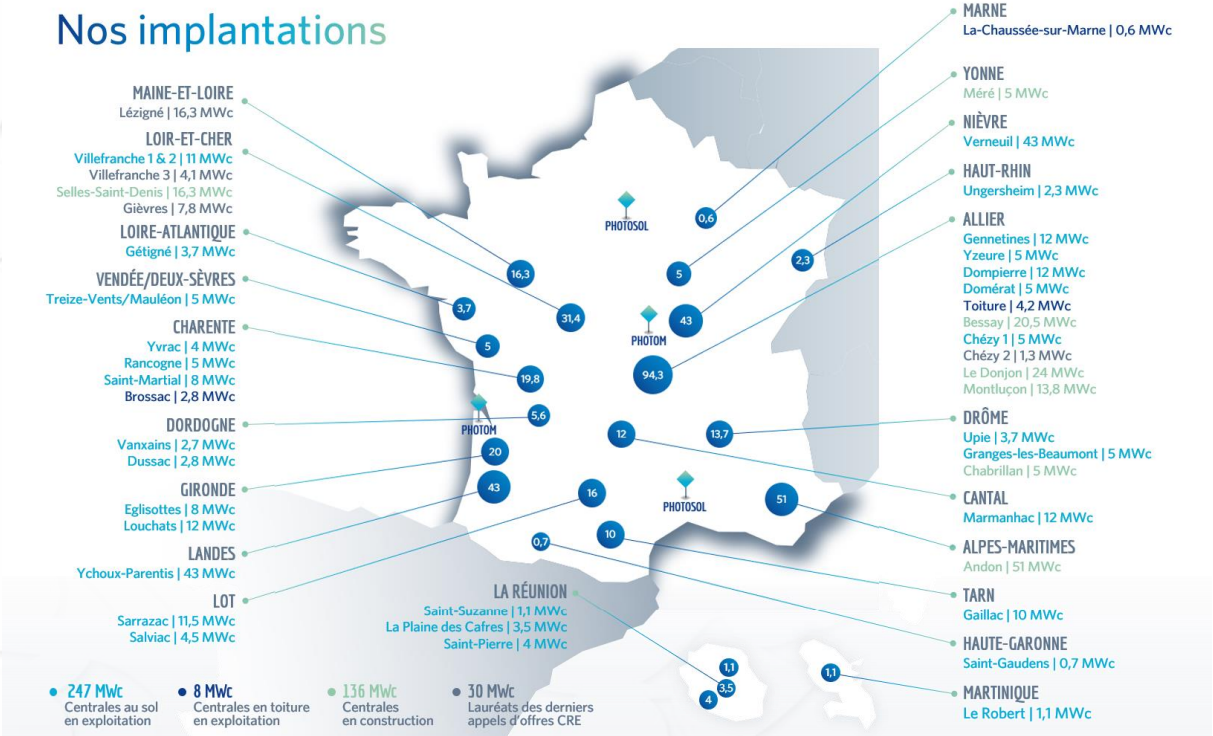 Nos implantations
MAINE-ET-LOIRE
Lézigné | 16,3 MWc
LOIR-ET-CHER
Villefranche 1 & 2 | 11 MWc
Villefranche 3 | 4,1 MWc
Selles-Saint-Denis | 16,3 MWc
Gièvres | 7,8 MWc
LOIRE-ATLANTIQUE
Gétigné | 3,7 MWc
VENDÉE/DEUX-SÈVRES
Treize-Vents/Mauléon | 5 MWc
CHARENTE
Yvrac | 4 MWc
Rancogne | 5 MWc
Saint-Martial | 8 MWc
Brossac | 2,8 MWc
DORDOGNE
Vanxains | 2,7 MWc
Dussac | 2,8 MWc
GIRONDE
Eglisottes | 8 MWc
Louchats | 12 MWc
LANDES
Ychoux-Parentis | 43 MWc
LOT
Sarrazac | 11,5 MWc
Salviac | 4,5 MWc
LA RÉUNION
Saint-Suzanne | 1,1 MWc
La Plaine des Cafres | 3,5 MWc
Saint-Pierre | 4 MWc
PHOTOSOL
0,6
2,3
16,3
5
3,7
31,4
43
PHOTOM
5
94,3
19,8
PHOTOM
5,6
12
13,7
20
43
16
PHOTOSOL
51
10
0,7
1,1
3,5
4
1,1
MARNE
La-Chaussée-sur-Marne | 0,6 MWc
YONNE
Méré | 5 MWc
NIÈVRE
Verneuil | 43 MWc
HAUT-RHIN
Ungersheim | 2,3 MWc
ALLIER
Gennetines | 12 MWc
Yzeure | 5 MWc
Dompierre | 12 MWc
Domérat | 5 MWc
Toiture | 4,2 MWc
Bessay | 20,5 MWc
Chézy 1 | 5 MWc
Chézy 2 | 1,3 MWc
Le Donjon | 24 MWc
Montluçon | 13,8 MWc
DRÔME
Upie | 3,7 MWc
Granges-les-Beaumont | 5 MWc
Chabrillan | 5 MWc
CANTAL
Marmanhac | 12 MWc
ALPES-MARITIMES
Andon | 51 MWc
TARN
Gaillac | 10 MWc
HAUTE-GARONNE
Saint-Gaudens | 0,7 MWc
MARTINIQUE
Le Robert | 1,1 MWc
247 MWc
Centrales au sol
en exploitation
8 MWc
Centrales en toiture
en exploitation
136 MWc
Centrales
en construction
30 MWc
Lauréats des derniers
appels d'offres CRE